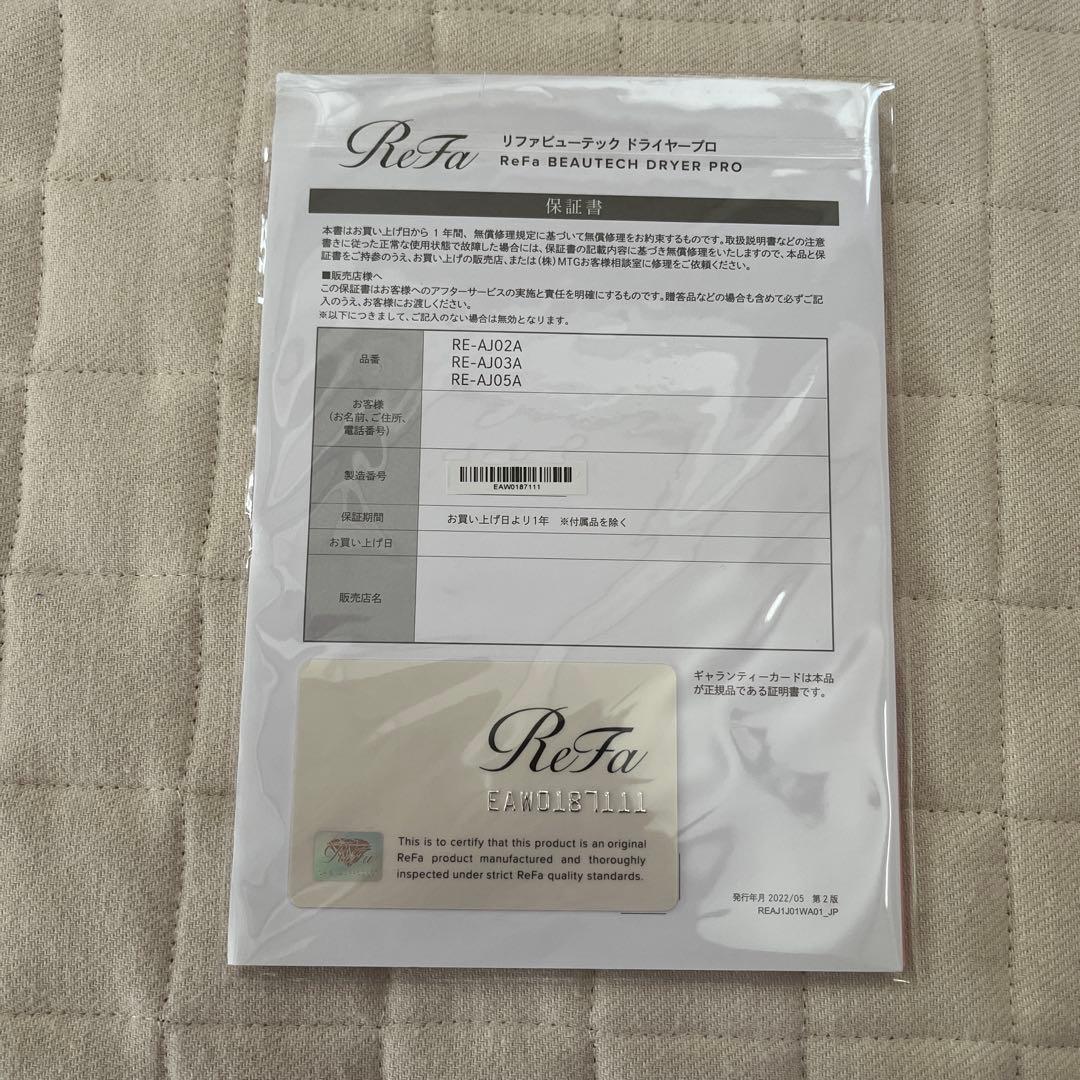 ReFa
リファビューテック ドライヤープロ
ReFa BEAUTECH DRYER PRO
保証書
本書はお買い上げ日から 1 年間、無償修理規定に基づいて無償修理をお約束するものです。取扱説明書などの注意
書きに従った正常な使用状態で故障した場合には、保証書の記載内容に基づき無償修理をいたしますので、本品と保
証書をご持参のうえ、お買い上げの販売店、または(株)MTGお客様相談室に修理をご依頼ください。
■販売店様へ
この保証書はお客様へのアフターサービスの実施と責任を明確にするものです。贈答品などの場合も含めて必ずご記
入のうえ、お客様にお渡しください。
※以下につきまして、ご記入のない場合は無効となります。
品番
RE-AJ02A
RE-AJ03A
RE-AJ05A
お客様
(お名前、ご住所、
電話番号)
製造番号
EAW0187111
保証期間
お買い上げ日より1年 ※付属品を除く
お買い上げ日
販売店名
ギャランティーカードは本品
が正規品である証明書です。
ReFa
EAW0187111
ReFa
This is to certify that this product is an original
ReFa product manufactured and thoroughly
inspected under strict ReFa quality standards.
発行年月 2022/05 第2版
REAJ1J01WA01_JP